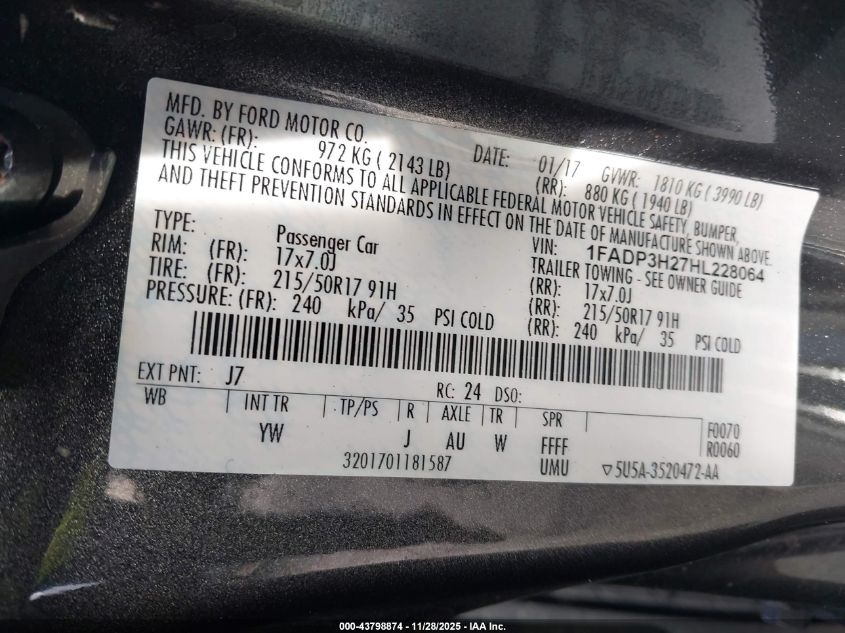 MFD. BY FORD MOTOR CO. DATE: 01/17 GVWR: 1810 KG ( 3990 LB)
GAWR: (FR): 972 KG ( 2143 LB) (RR): 880 KG ( 1940 LB)
THIS VEHICLE CONFORMS TO ALL APPLICABLE FEDERAL MOTOR VEHICLE SAFETY, BUMPER,
AND THEFT PREVENTION STANDARDS IN EFFECT ON THE DATE OF MANUFACTURE SHOWN ABOVE.
VIN: 1FADP3H27HL228064
TYPE: Passenger Car TRAILER TOWING - SEE OWNER GUIDE
RIM: (FR): 17x7.0J (RR): 17x7.0J
TIRE: (FR): 215/50R17 91H (RR): 215/50R17 91H
PRESSURE: (FR): 240 kPa/ 35 PSI COLD (RR): 240 kPa/ 35 PSI COLD
EXT PNT: J7 RC: 24 DSO:
WB INT TR TP/PS R AXLE TR SPR F0070
YW J AU W FFFF R0060
3201701181587 UMU ▽5U5A-3520472-AA
000-43798874 | 11/28/2025 - IAA Inc.